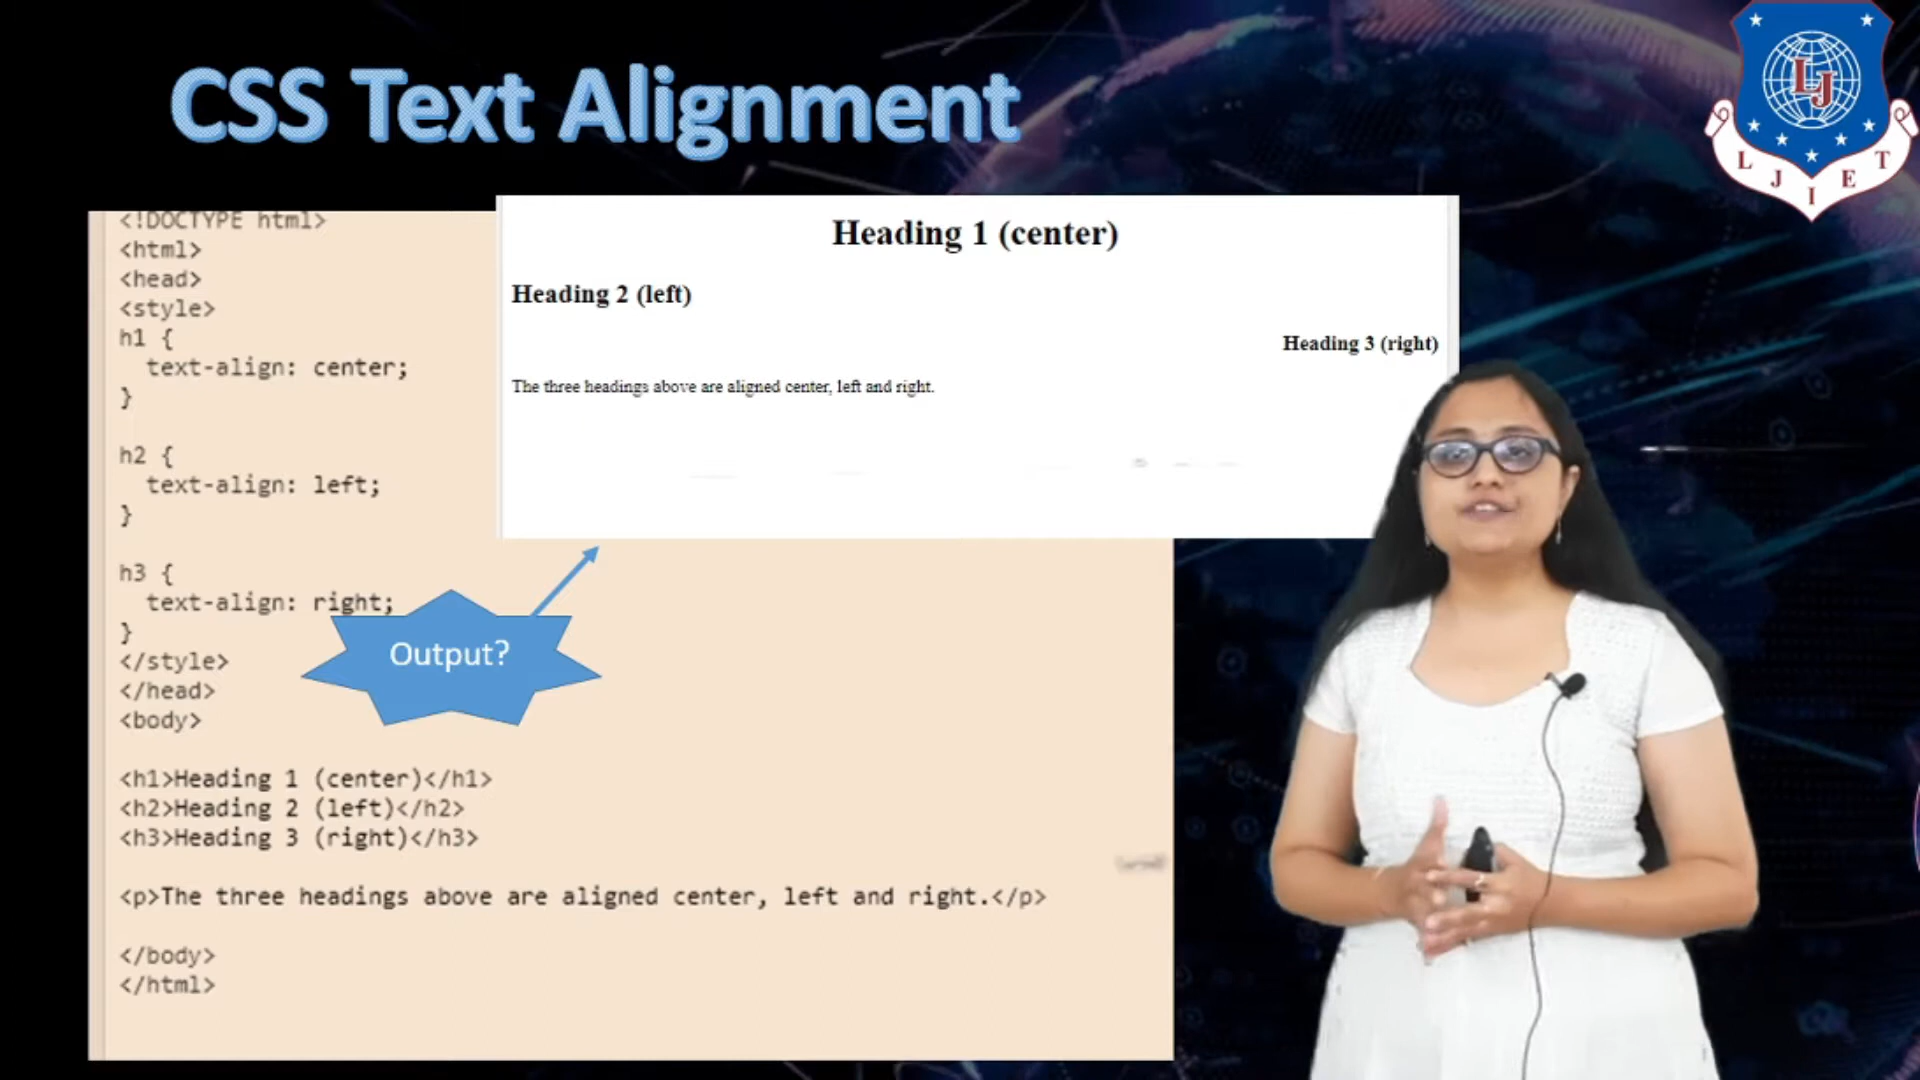 CSS Text Alignment
LJ
L J I E T
<!DOCTYPE html>
<html>
<head>
<style>
h1 {
  text-align: center;
}
h2 {
  text-align: left;
}
h3 {
  text-align: right;
}
</style>
</head>
<body>
<h1>Heading 1 (center)</h1>
<h2>Heading 2 (left)</h2>
<h3>Heading 3 (right)</h3>
<p>The three headings above are aligned center, left and right.</p>
</body>
</html>
Output?
Heading 1 (center)
Heading 2 (left)
Heading 3 (right)
The three headings above are aligned center, left and right.